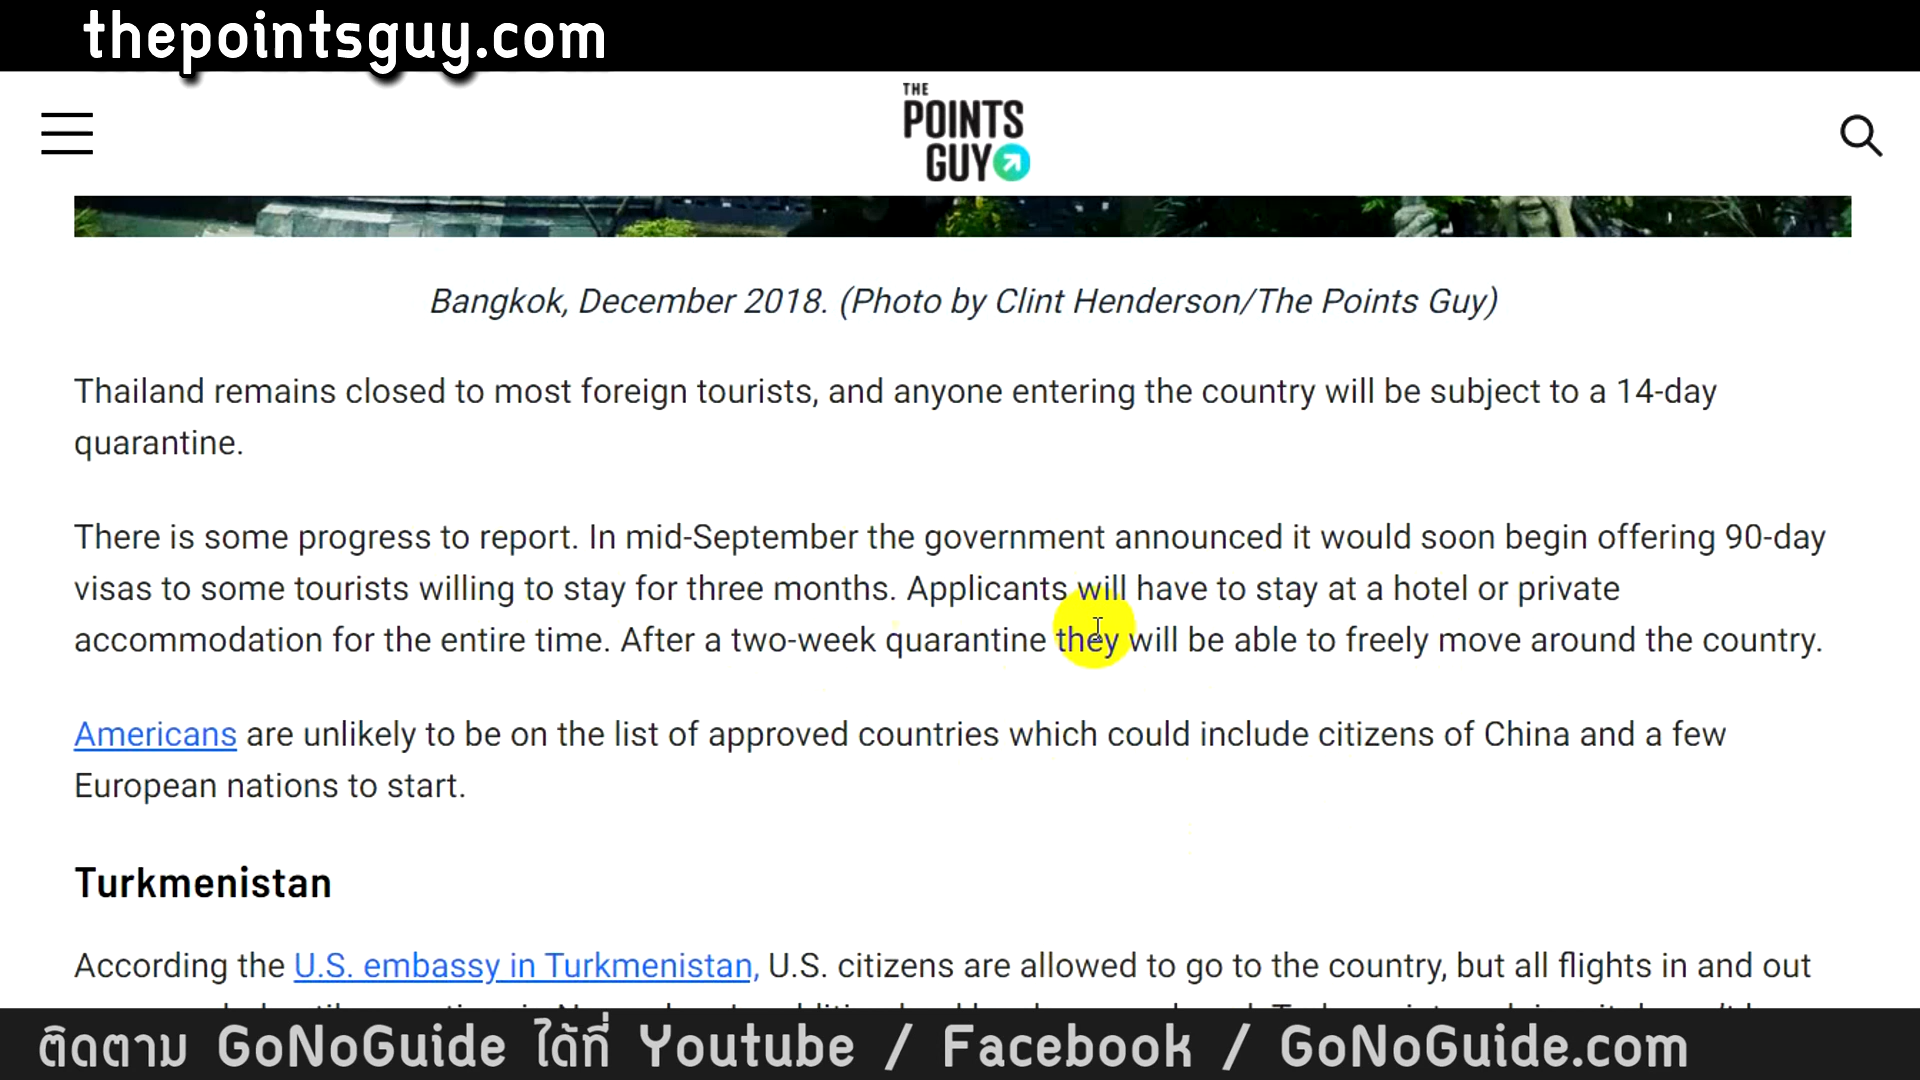 thepointsguy.com
THE
POINTS
GUY
Bangkok, December 2018. (Photo by Clint Henderson/The Points Guy)
Thailand remains closed to most foreign tourists, and anyone entering the country will be subject to a 14-day
quarantine.
There is some progress to report. In mid-September the government announced it would soon begin offering 90-day
visas to some tourists willing to stay for three months. Applicants will have to stay at a hotel or private
accommodation for the entire time. After a two-week quarantine they will be able to freely move around the country.
Americans are unlikely to be on the list of approved countries which could include citizens of China and a few
European nations to start.
Turkmenistan
According the U.S. embassy in Turkmenistan, U.S. citizens are allowed to go to the country, but all flights in and out
ติดตาม GoNoGuide ได้ที่ Youtube / Facebook / GoNoGuide.com